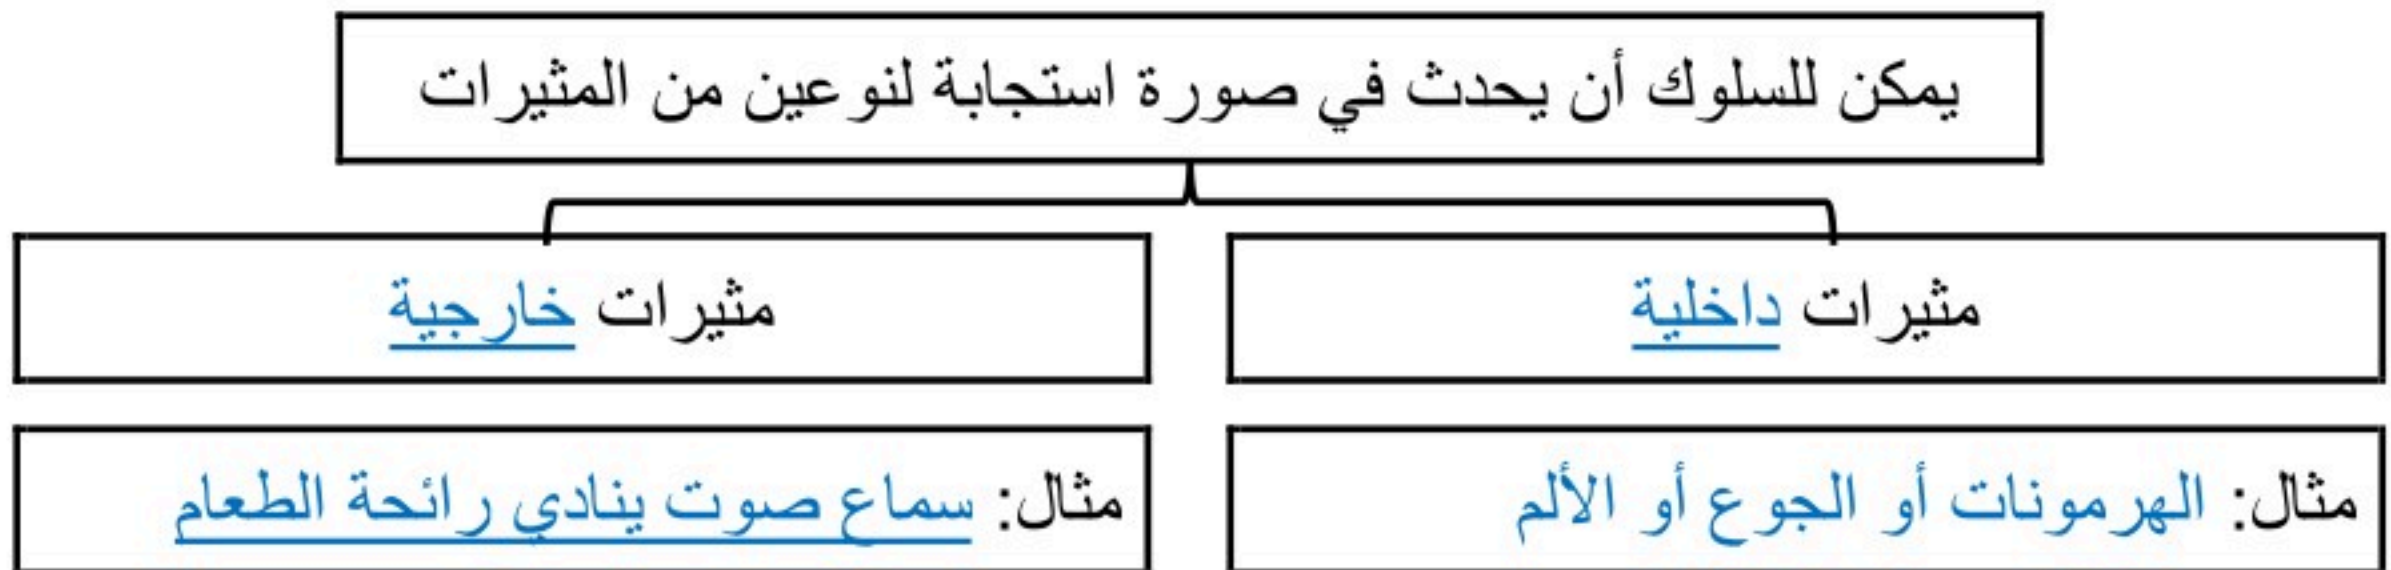 يمكن للسلوك أن يحدث في صورة استجابة لنوعين من المثيرات
مثيرات داخلية
مثيرات خارجية
مثال: الهرمونات أو الجوع أو الألم
مثال: سماع صوت ينادي رائحة الطعام